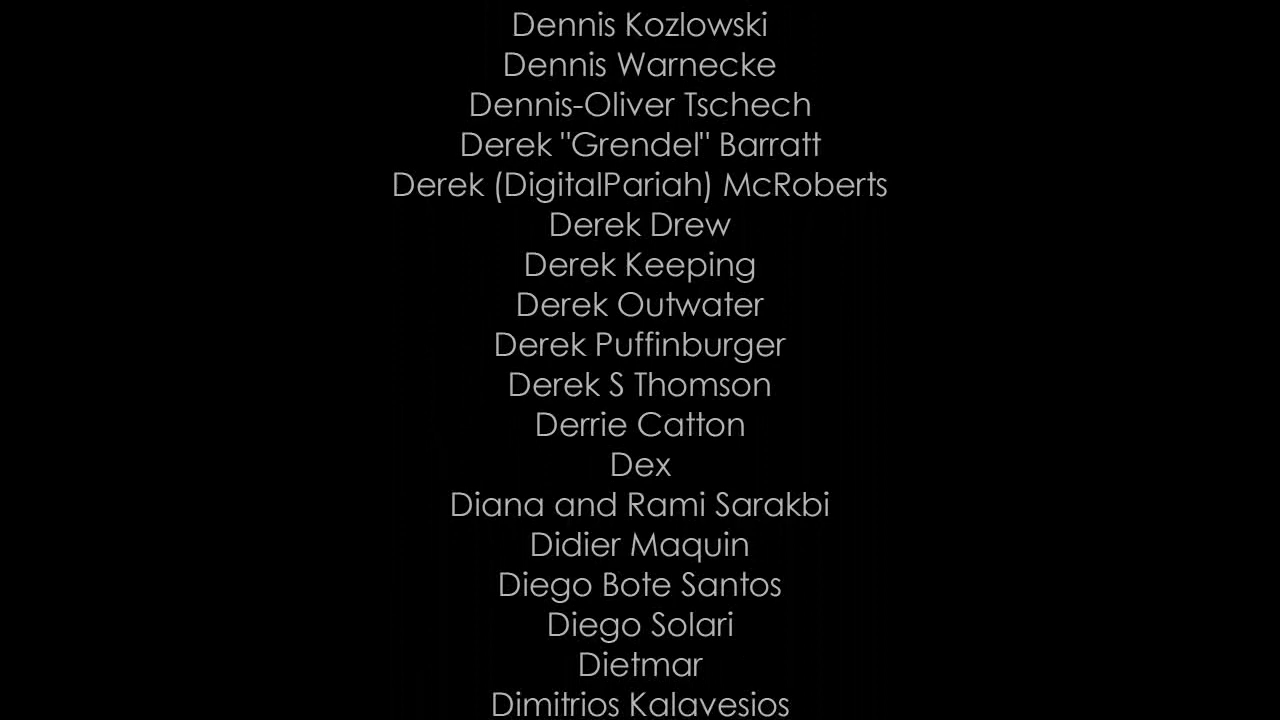 Dennis Kozlowski
Dennis Warnecke
Dennis-Oliver Tschech
Derek "Grendel" Barratt
Derek (DigitalPariah) McRoberts
Derek Drew
Derek Keeping
Derek Outwater
Derek Puffinburger
Derek S Thomson
Derrie Catton
Dex
Diana and Rami Sarakbi
Didier Maquin
Diego Bote Santos
Diego Solari
Dietmar
Dimitrios Kalavesios